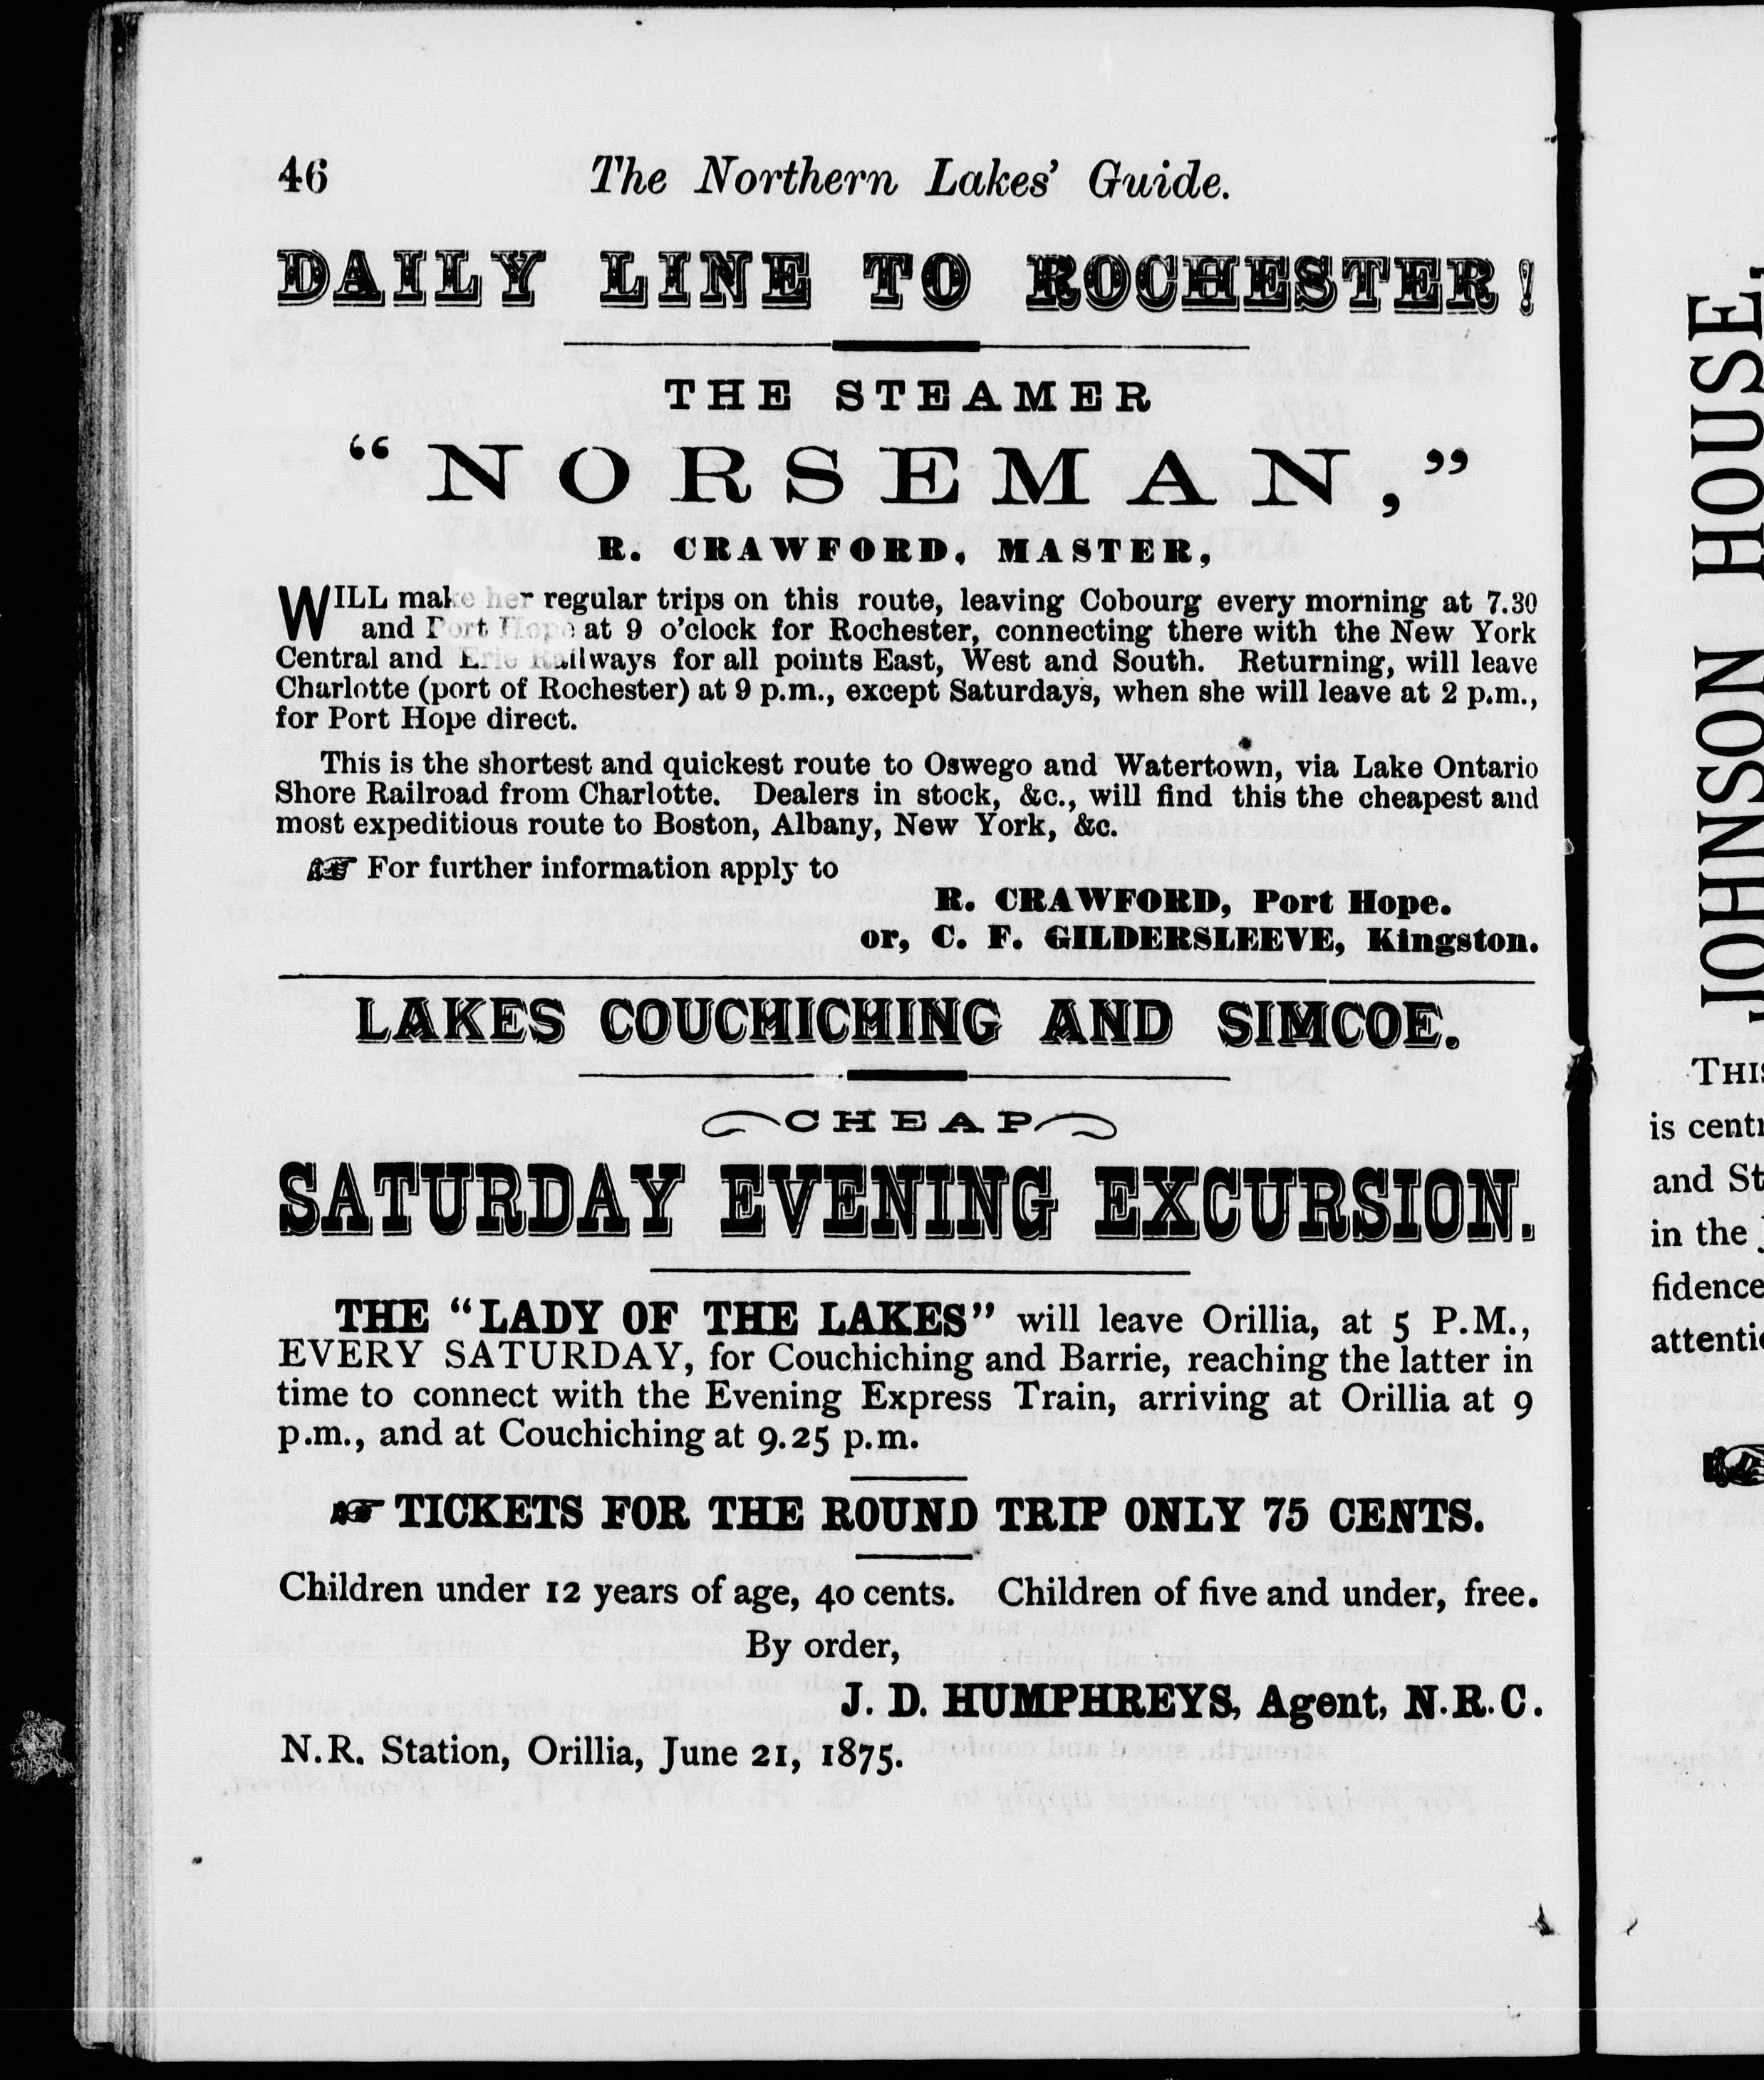 46 The Northern Lakes' Guide.
DAILY LINE TO ROCHESTER!
THE STEAMER
"NORSEMAN,"
R. CRAWFORD, MASTER,
WILL make her regular trips on this route, leaving Cobourg every morning at 7.30
and Port Hope at 9 o'clock for Rochester, connecting there with the New York
Central and Erie Railways for all points East, West and South. Returning, will leave
Charlotte (port of Rochester) at 9 p.m., except Saturdays, when she will leave at 2 p.m.,
for Port Hope direct.
This is the shortest and quickest route to Oswego and Watertown, via Lake Ontario
Shore Railroad from Charlotte. Dealers in stock, &c., will find this the cheapest and
most expeditious route to Boston, Albany, New York, &c.
☞ For further information apply to
R. CRAWFORD, Port Hope.
or, C. F. GILDERSLEEVE, Kingston.
LAKES COUCHICHING AND SIMCOE.
CHEAP
SATURDAY EVENING EXCURSION.
THE "LADY OF THE LAKES" will leave Orillia, at 5 P.M.,
EVERY SATURDAY, for Couchiching and Barrie, reaching the latter in
time to connect with the Evening Express Train, arriving at Orillia at 9
p.m., and at Couchiching at 9.25 p.m.
☞ TICKETS FOR THE ROUND TRIP ONLY 75 CENTS.
Children under 12 years of age, 40 cents. Children of five and under, free.
By order,
J. D. HUMPHREYS, Agent, N.R.C.
N.R. Station, Orillia, June 21, 1875.
JOHNSON HOUSE,
is
and
in the